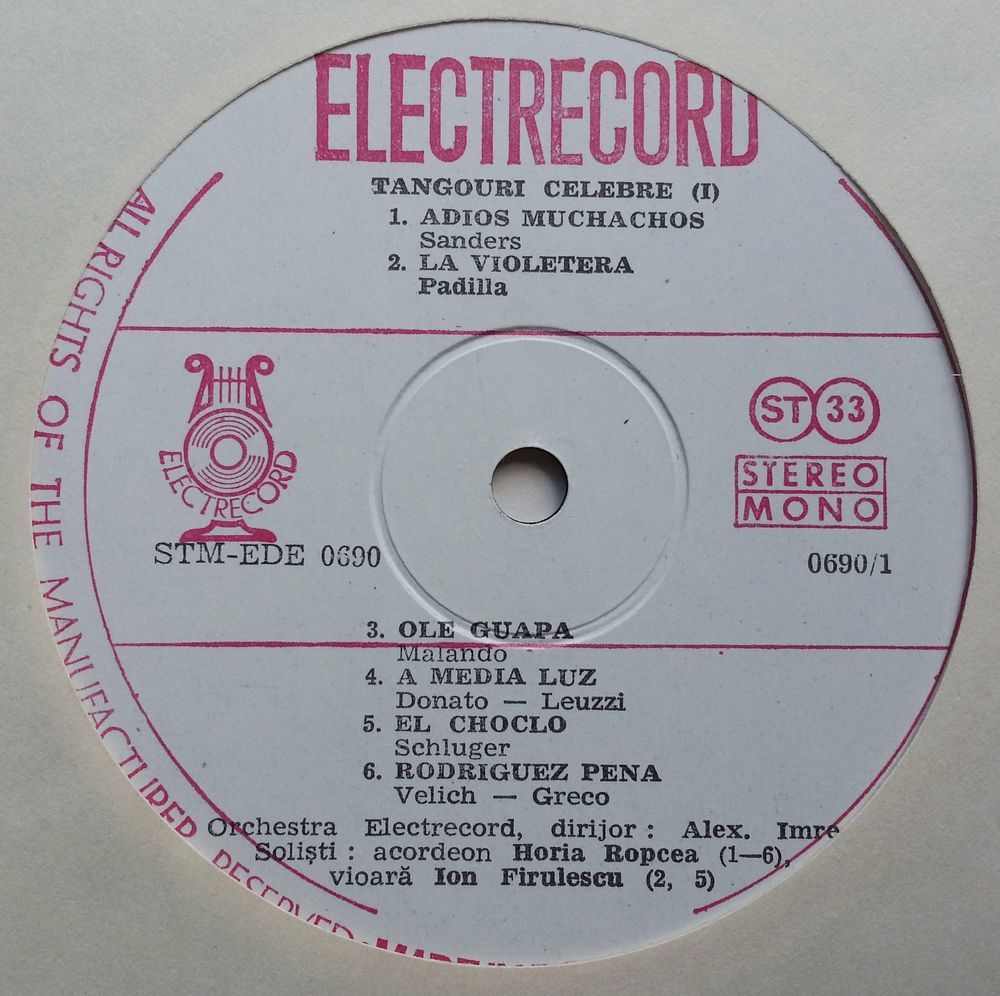 ELECTRECORD
TANGOURI CELEBRE (I)
1. ADIOS MUCHACHOS
Sanders
2. LA VIOLETERA
Padilla
ELECTRECORD
ST 33
STEREO
MONO
STM-EDE 0690
0690/1
3. OLE GUAPA
Malando
4. A MEDIA LUZ
Donato — Leuzzi
5. EL CHOCLO
Schluger
6. RODRIGUEZ PENA
Velich — Greco
Orchestra Electrecord, dirijor : Alex. Imre
Soliști : acordeon Horia Ropcea (1—6),
vioară Ion Firulescu (2, 5)
ALL RIGHTS OF THE MANUFACTURED RESERVED ·